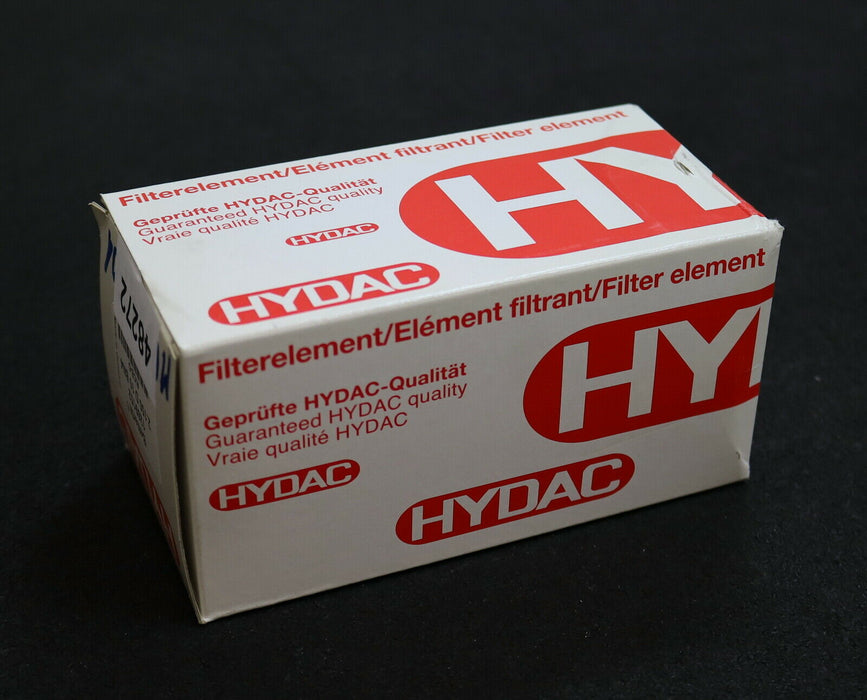 Filterelement/Elément filtrant/Filter element
Geprüfte HYDAC-Qualität
Guaranteed HYDAC quality
Vraie qualité HYDAC
HYDAC
HYDAC
HY
Filterelement/Elément filtrant/Filter element
Geprüfte HYDAC-Qualität
Guaranteed HYDAC quality
Vraie qualité HYDAC
HYDAC
HYDAC
HY
48272